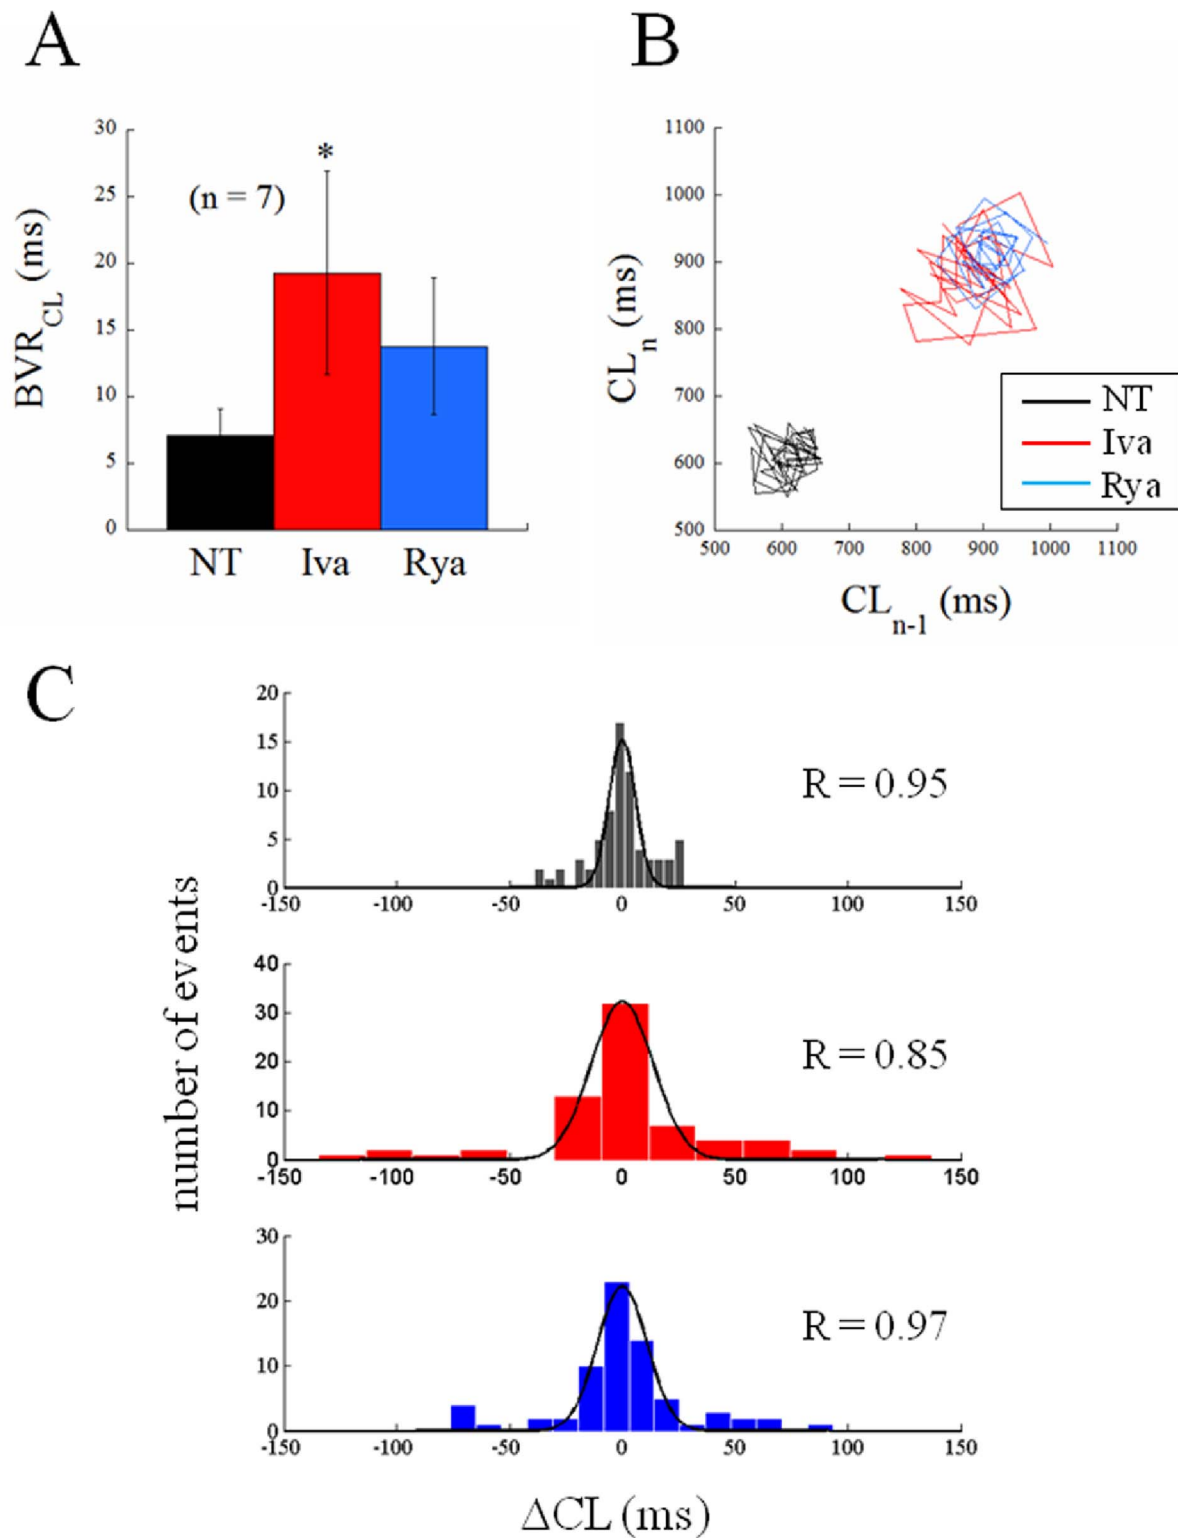 A
B
30
25
20
15
10
5
0
BVR_CL (ms)
(n = 7)
*
NT Iva Rya
1100
1000
900
800
700
600
500
CL_n (ms)
500 600 700 800 900 1000 1100
CL_n-1 (ms)
NT
Iva
Rya
C
number of events
20
15
10
5
0
-150 -100 -50 0 50 100 150
R = 0.95
40
30
20
10
0
-150 -100 -50 0 50 100 150
R = 0.85
30
20
10
0
-150 -100 -50 0 50 100 150
R = 0.97
ΔCL (ms)